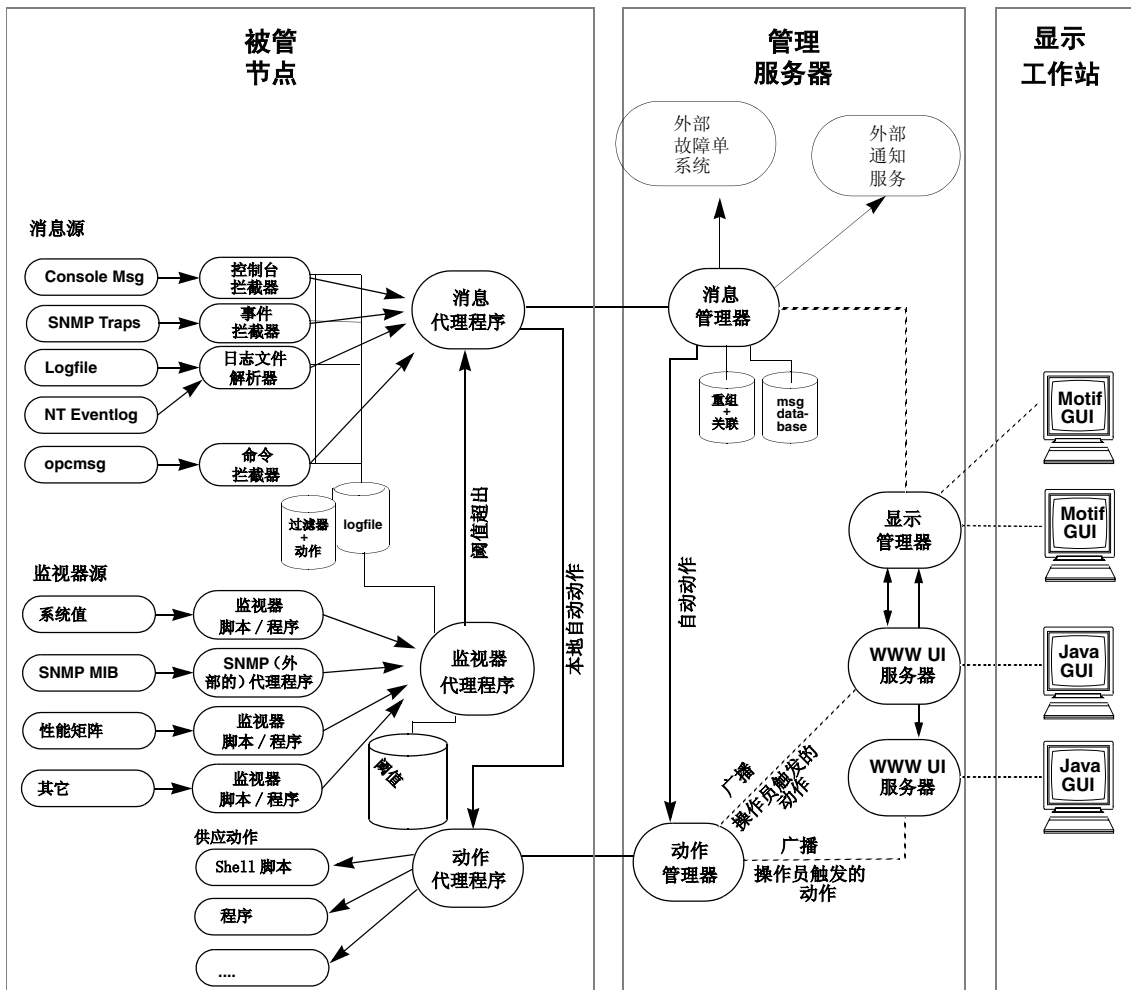 被管
节点
管理
服务器
显示
工作站
外部
故障单
系统
外部
通知
服务
消息源
Console Msg
控制台
拦截器
SNMP Traps
事件
拦截器
Logfile
日志文件
解析器
NT Eventlog
opcmsg
命令
拦截器
消息
代理程序
消息
管理器
过滤器
+
动作
logfile
阈值超出
本地自动动作
自动动作
重组
+
关联
msg
data-
base
Motif
GUI
Motif
GUI
显示
管理器
监视器源
系统值
监视器
脚本 / 程序
SNMP MIB
SNMP（外
部的）代理程序
性能矩阵
监视器
脚本 / 程序
其它
监视器
脚本 / 程序
监视器
代理程序
阈值
WWW UI
服务器
Java
GUI
WWW UI
服务器
Java
GUI
广播
操作员触发的
动作
广播
操作员触发的
动作
供应动作
Shell 脚本
程序
....
动作
代理程序
动作
管理器